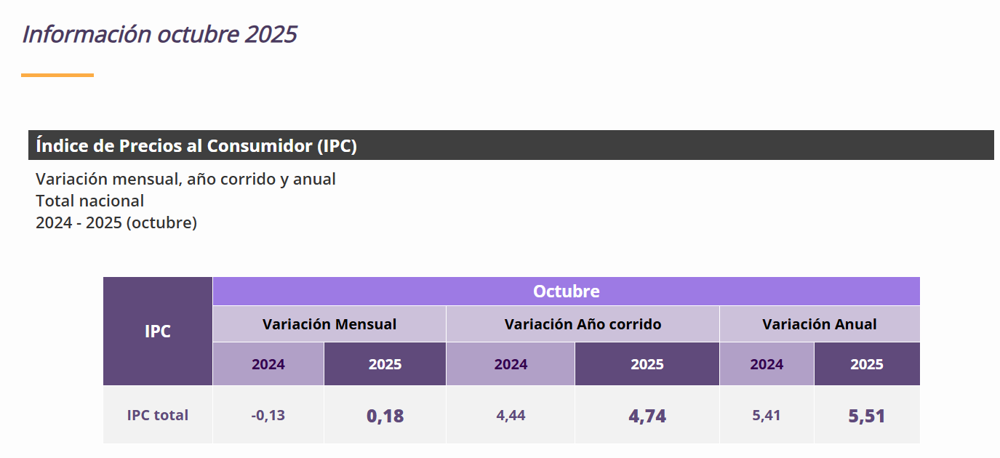 Información octubre 2025
Índice de Precios al Consumidor (IPC)
Variación mensual, año corrido y anual
Total nacional
2024 - 2025 (octubre)
IPC
Octubre
Variación Mensual Variación Año corrido Variación Anual
2024 2025 2024 2025 2024 2025
IPC total -0,13 0,18 4,44 4,74 5,41 5,51